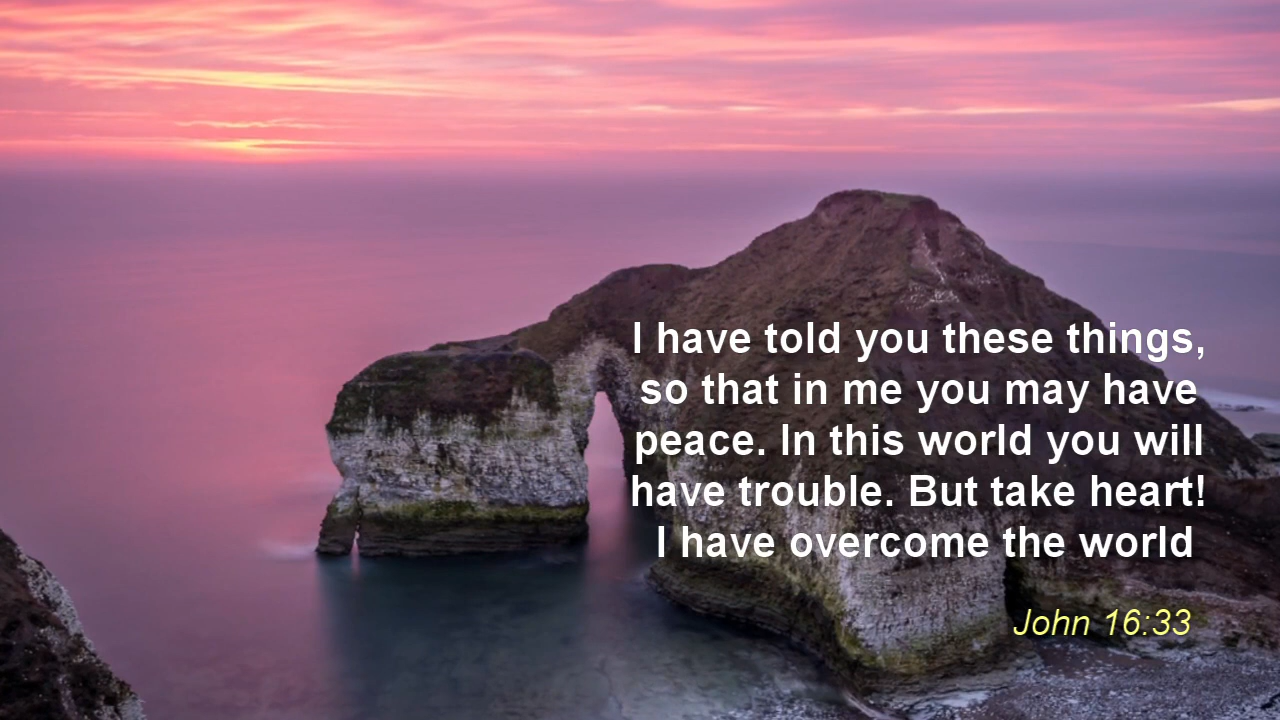 I have told you these things,
so that in me you may have
peace. In this world you will
have trouble. But take heart!
I have overcome the world
John 16:33